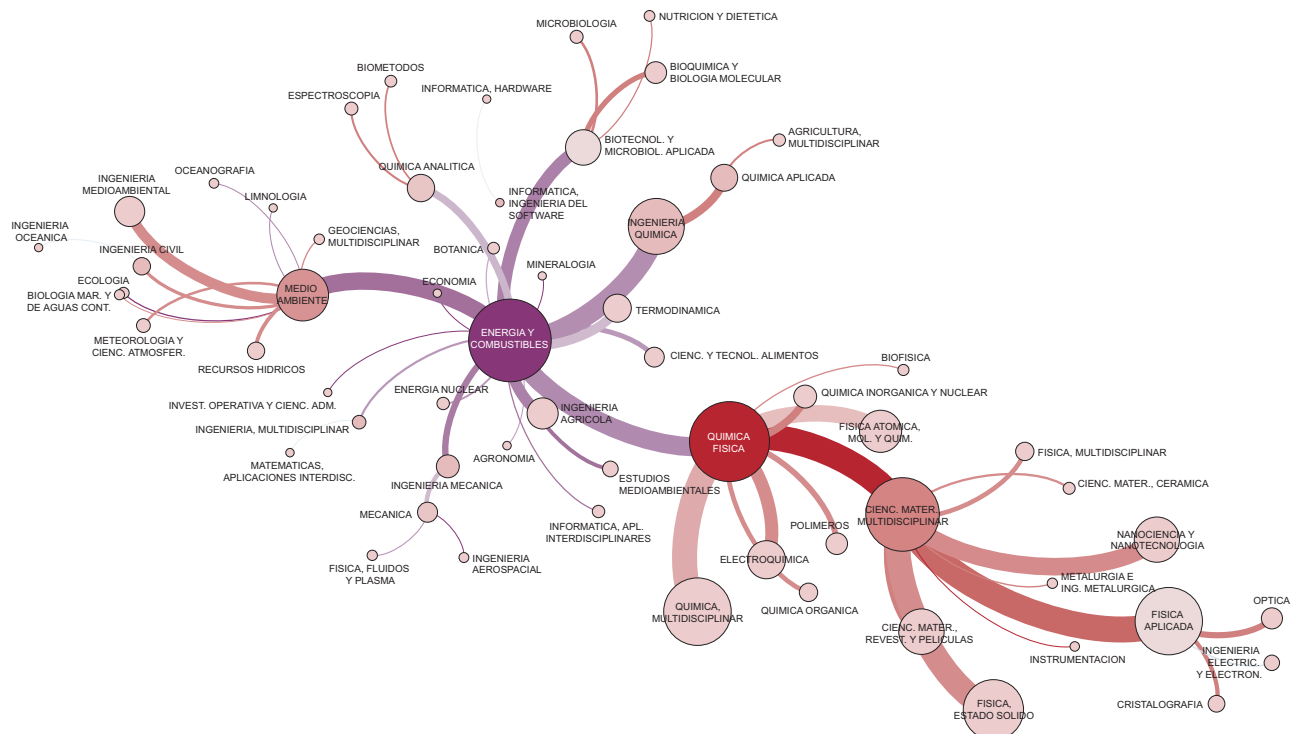 MICROBIOLOGIA
NUTRICION Y DIETETICA
BIOMETODOS
BIOQUIMICA Y
BIOLOGIA MOLECULAR
ESPECTROSCOPIA
INFORMATICA, HARDWARE
BIOTECNOL. Y
MICROBIOL. APLICADA
AGRICULTURA,
MULTIDISCIPLINAR
OCEANOGRAFIA
QUIMICA ANALITICA
QUIMICA APLICADA
INGENIERIA
MEDIOAMBIENTAL
LIMNOLOGIA
INFORMATICA,
INGENIERIA DEL
SOFTWARE
INGENIERIA
QUIMICA
INGENIERIA
OCEANICA
INGENIERIA CIVIL
GEOCIENCIAS,
MULTIDISCIPLINAR
BOTANICA
MINERALOGIA
ECOLOGIA
BIOLOGIA MAR. Y
DE AGUAS CONT.
MEDIO
AMBIENTE
ECONOMIA
TERMODINAMICA
METEOROLOGIA Y
CIENC. ATMOSFER.
ENERGIA Y
COMBUSTIBLES
CIENC. Y TECNOL. ALIMENTOS
RECURSOS HIDRICOS
BIOFISICA
INVEST. OPERATIVA Y CIENC. ADM.
ENERGIA NUCLEAR
QUIMICA INORGANICA Y NUCLEAR
INGENIERIA, MULTIDISCIPLINAR
INGENIERIA
AGRICOLA
QUIMICA
FISICA
FISICA ATOMICA,
MOL. Y QUIM.
MATEMATICAS,
APLICACIONES INTERDISC.
AGRONOMIA
FISICA, MULTIDISCIPLINAR
INGENIERIA MECANICA
ESTUDIOS
MEDIOAMBIENTALES
CIENC. MATER., CERAMICA
MECANICA
INFORMATICA, APL.
INTERDISCIPLINARES
POLIMEROS
CIENC. MATER.,
MULTIDISCIPLINAR
NANOCIENCIA Y
NANOTECNOLOGIA
FISICA, FLUIDOS
Y PLASMA
INGENIERIA
AEROSPACIAL
ELECTROQUIMICA
METALURGIA E
ING. METALURGICA
QUIMICA,
MULTIDISCIPLINAR
QUIMICA ORGANICA
OPTICA
FISICA
APLICADA
CIENC. MATER.,
REVEST. Y PELICULAS
INSTRUMENTACION
INGENIERIA
ELECTRIC.
Y ELECTRON.
FISICA,
ESTADO SOLIDO
CRISTALOGRAFIA